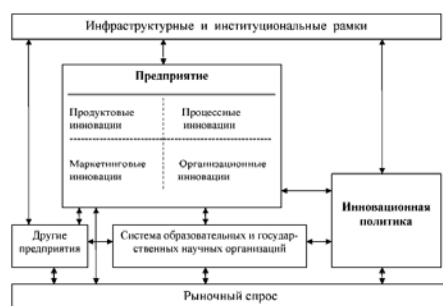 Инфраструктурные и институциональные рамки
Предприятие
Продуктовые инновации
Процессные инновации
Маркетинговые инновации
Организационные инновации
Инновационная политика
Другие предприятия
Система образовательных и государ-
ственных научных организаций
Рыночный спрос